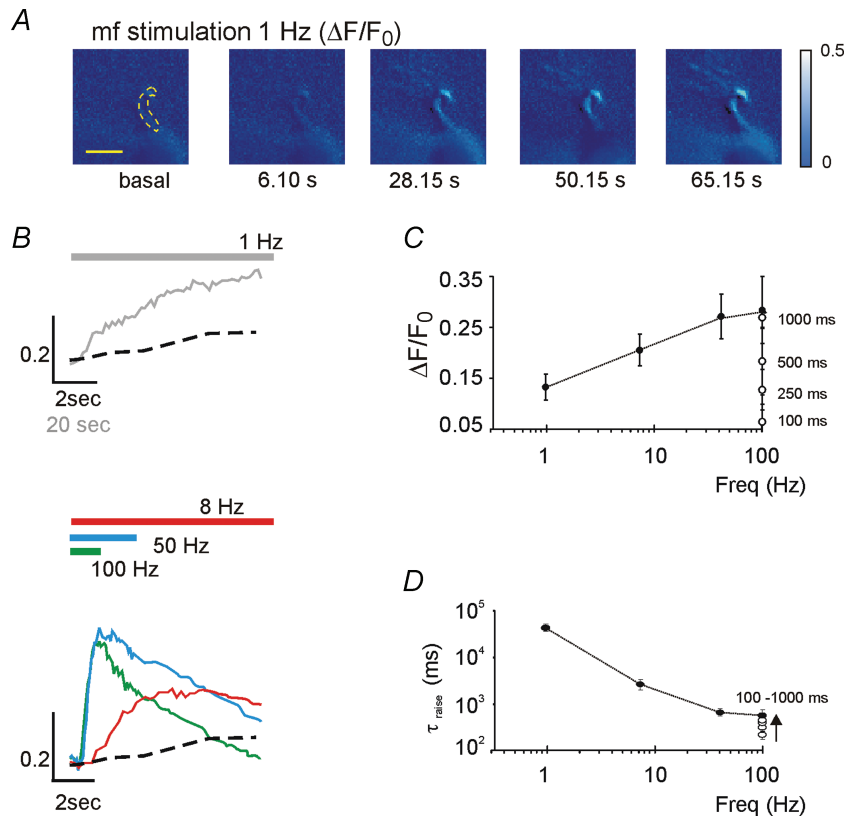 A
mf stimulation 1 Hz (ΔF/F0)
0.5
0
basal
6.10 s
28.15 s
50.15 s
65.15 s
B
1 Hz
0.2
2sec
20 sec
8 Hz
50 Hz
100 Hz
0.2
2sec
C
ΔF/F0
0.35
0.25
0.15
0.05
1000 ms
500 ms
250 ms
100 ms
1
10
100
Freq (Hz)
D
τ raise (ms)
10^5
10^4
10^3
10^2
100 -1000 ms
1
10
100
Freq (Hz)